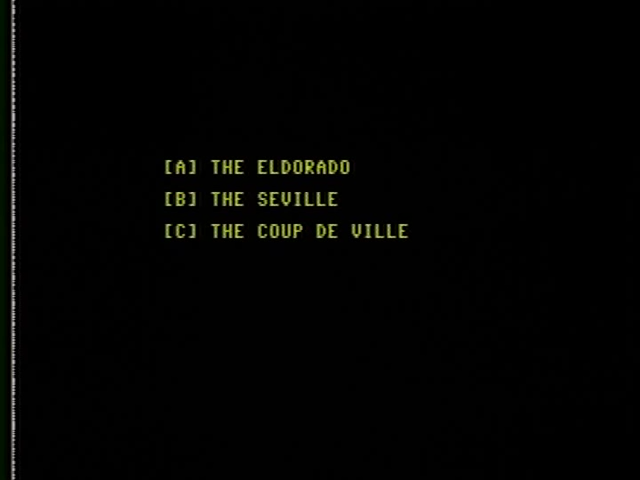 [A] THE ELDORADO
[B] THE SEVILLE
[C] THE COUP DE VILLE